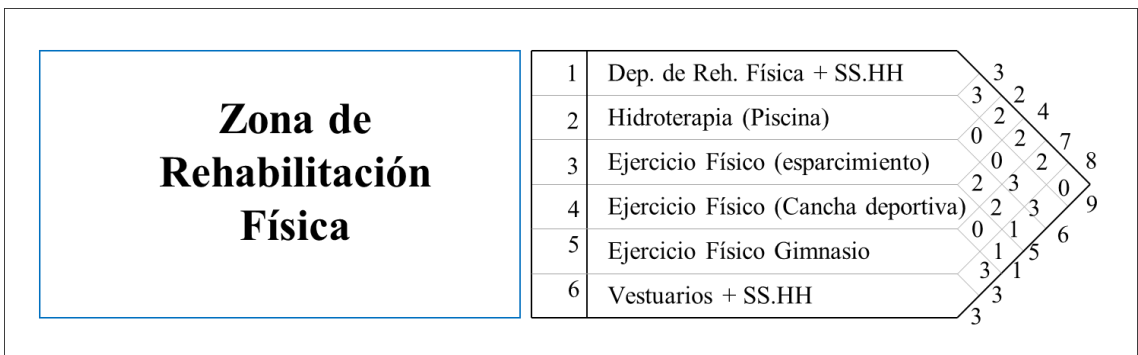 Zona de
Rehabilitación
Física
1 Dep. de Reh. Física + SS.HH
2 Hidroterapia (Piscina)
3 Ejercicio Físico (esparcimiento)
4 Ejercicio Físico (Cancha deportiva)
5 Ejercicio Físico Gimnasio
6 Vestuarios + SS.HH
3
3 2
2 4
0 2 7
0 2 8
2 3 0
2 3 9
0 1 6
1 5
3 1
3
3